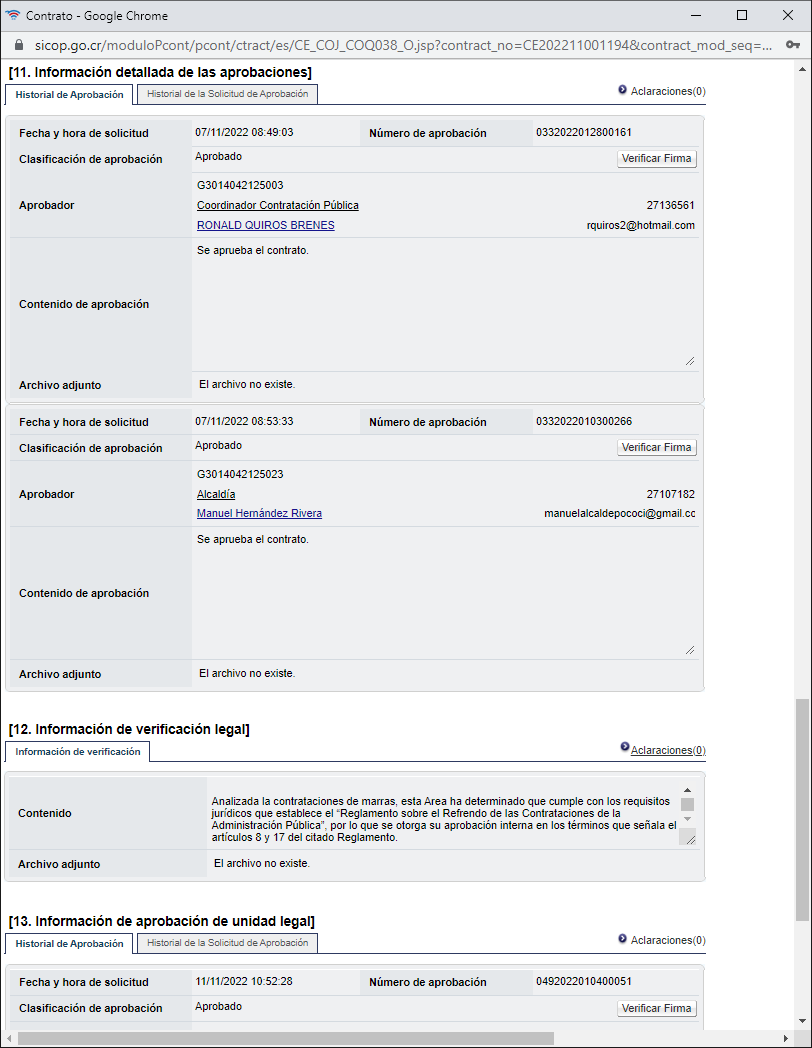 Contrato - Google Chrome
sicop.go.cr/moduloPcont/pcont/ctract/es/CE_COJ_COQ038_O.jsp?contract_no=CE202211001194&contract_mod_seq=...
[11. Información detallada de las aprobaciones]
Historial de Aprobación Historial de la Solicitud de Aprobación Aclaraciones(0)
Fecha y hora de solicitud 07/11/2022 08:49:03 Número de aprobación 0332022012800161
Clasificación de aprobación Aprobado Verificar Firma
G3014042125003
Aprobador Coordinador Contratación Pública 27136561
RONALD QUIROS BRENES rquiros2@hotmail.com
Se aprueba el contrato.
Contenido de aprobación
Archivo adjunto El archivo no existe.
Fecha y hora de solicitud 07/11/2022 08:53:33 Número de aprobación 0332022010300266
Clasificación de aprobación Aprobado Verificar Firma
G3014042125023
Aprobador Alcaldía 27107182
Manuel Hernández Rivera manuelalcaldepococi@gmail.cc
Se aprueba el contrato.
Contenido de aprobación
Archivo adjunto El archivo no existe.
[12. Información de verificación legal]
Información de verificación Aclaraciones(0)
Analizada la contrataciones de marras, esta Area ha determinado que cumple con los requisitos
Contenido jurídicos que establece el “Reglamento sobre el Refrendo de las Contrataciones de la
Administración Pública”, por lo que se otorga su aprobación interna en los términos que señala el
artículos 8 y 17 del citado Reglamento.
Archivo adjunto El archivo no existe.
[13. Información de aprobación de unidad legal]
Historial de Aprobación Historial de la Solicitud de Aprobación Aclaraciones(0)
Fecha y hora de solicitud 11/11/2022 10:52:28 Número de aprobación 0492022010400051
Clasificación de aprobación Aprobado Verificar Firma